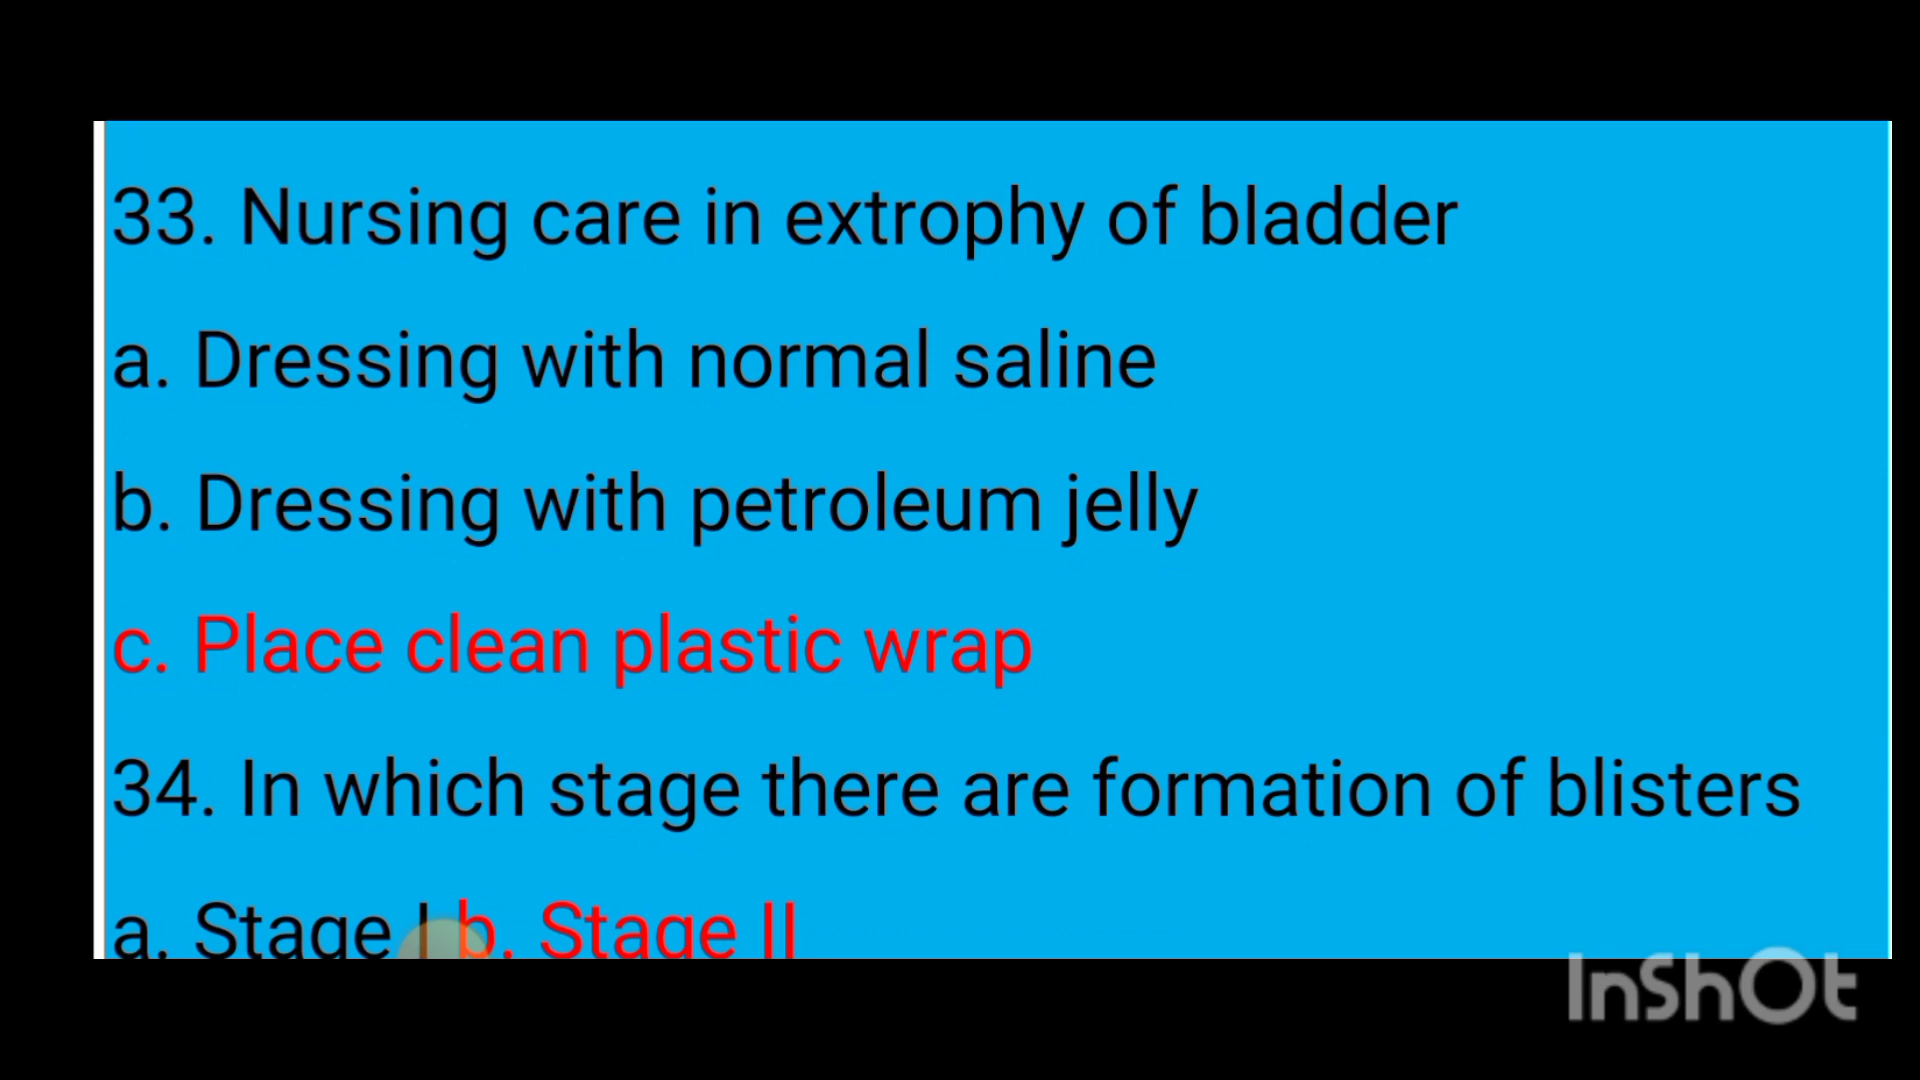 33. Nursing care in extrophy of bladder
a. Dressing with normal saline
b. Dressing with petroleum jelly
c. Place clean plastic wrap
34. In which stage there are formation of blisters
a. Stage I b. Stage II
InShOt